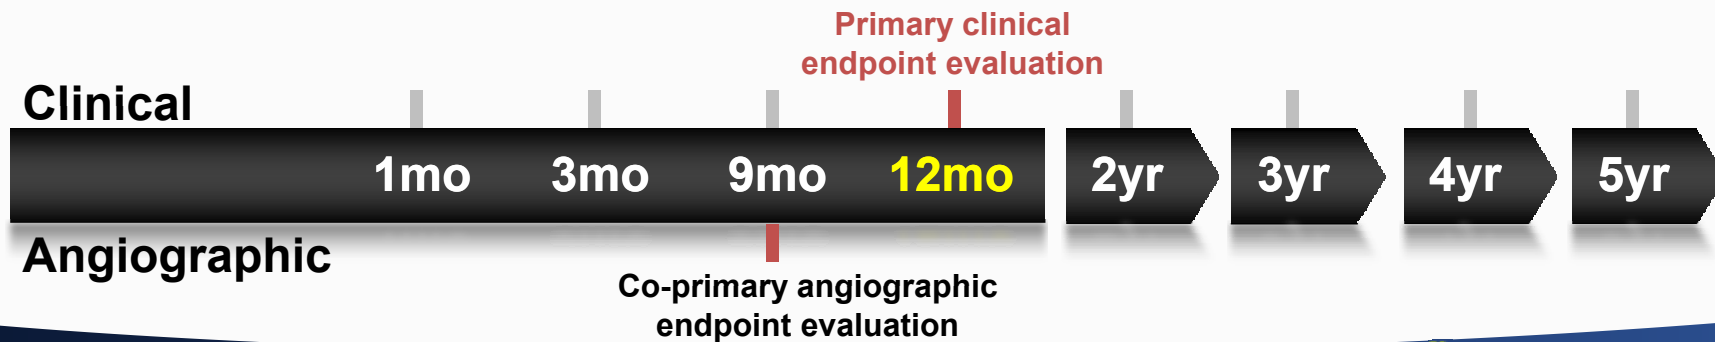 Primary clinical
endpoint evaluation
Clinical
1mo 3mo 9mo 12mo 2yr 3yr 4yr 5yr
Angiographic
Co-primary angiographic
endpoint evaluation